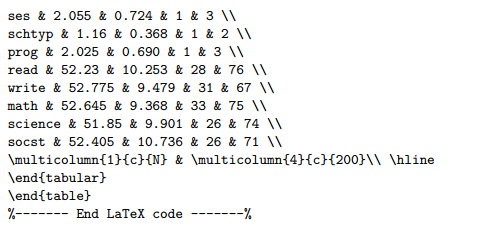 ses & 2.055 & 0.724 & 1 & 3 \\
schtyp & 1.16 & 0.368 & 1 & 2 \\
prog & 2.025 & 0.690 & 1 & 3 \\
read & 52.23 & 10.253 & 28 & 76 \\
write & 52.775 & 9.479 & 31 & 67 \\
math & 52.645 & 9.368 & 33 & 75 \\
science & 51.85 & 9.901 & 26 & 74 \\
socst & 52.405 & 10.736 & 26 & 71 \\
\multicolumn{1}{c}{N} & \multicolumn{4}{c}{200}\\ \hline
\end{tabular}
\end{table}
%------- End LaTeX code -------%